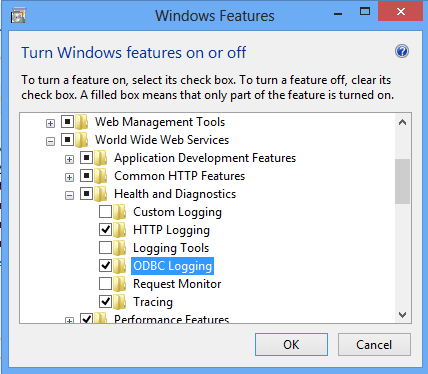 Windows Features
Turn Windows features on or off
To turn a feature on, select its check box. To turn a feature off, clear its
check box. A filled box means that only part of the feature is turned on.
Web Management Tools
World Wide Web Services
Application Development Features
Common HTTP Features
Health and Diagnostics
Custom Logging
HTTP Logging
Logging Tools
ODBC Logging
Request Monitor
Tracing
Performance Features
OK
Cancel